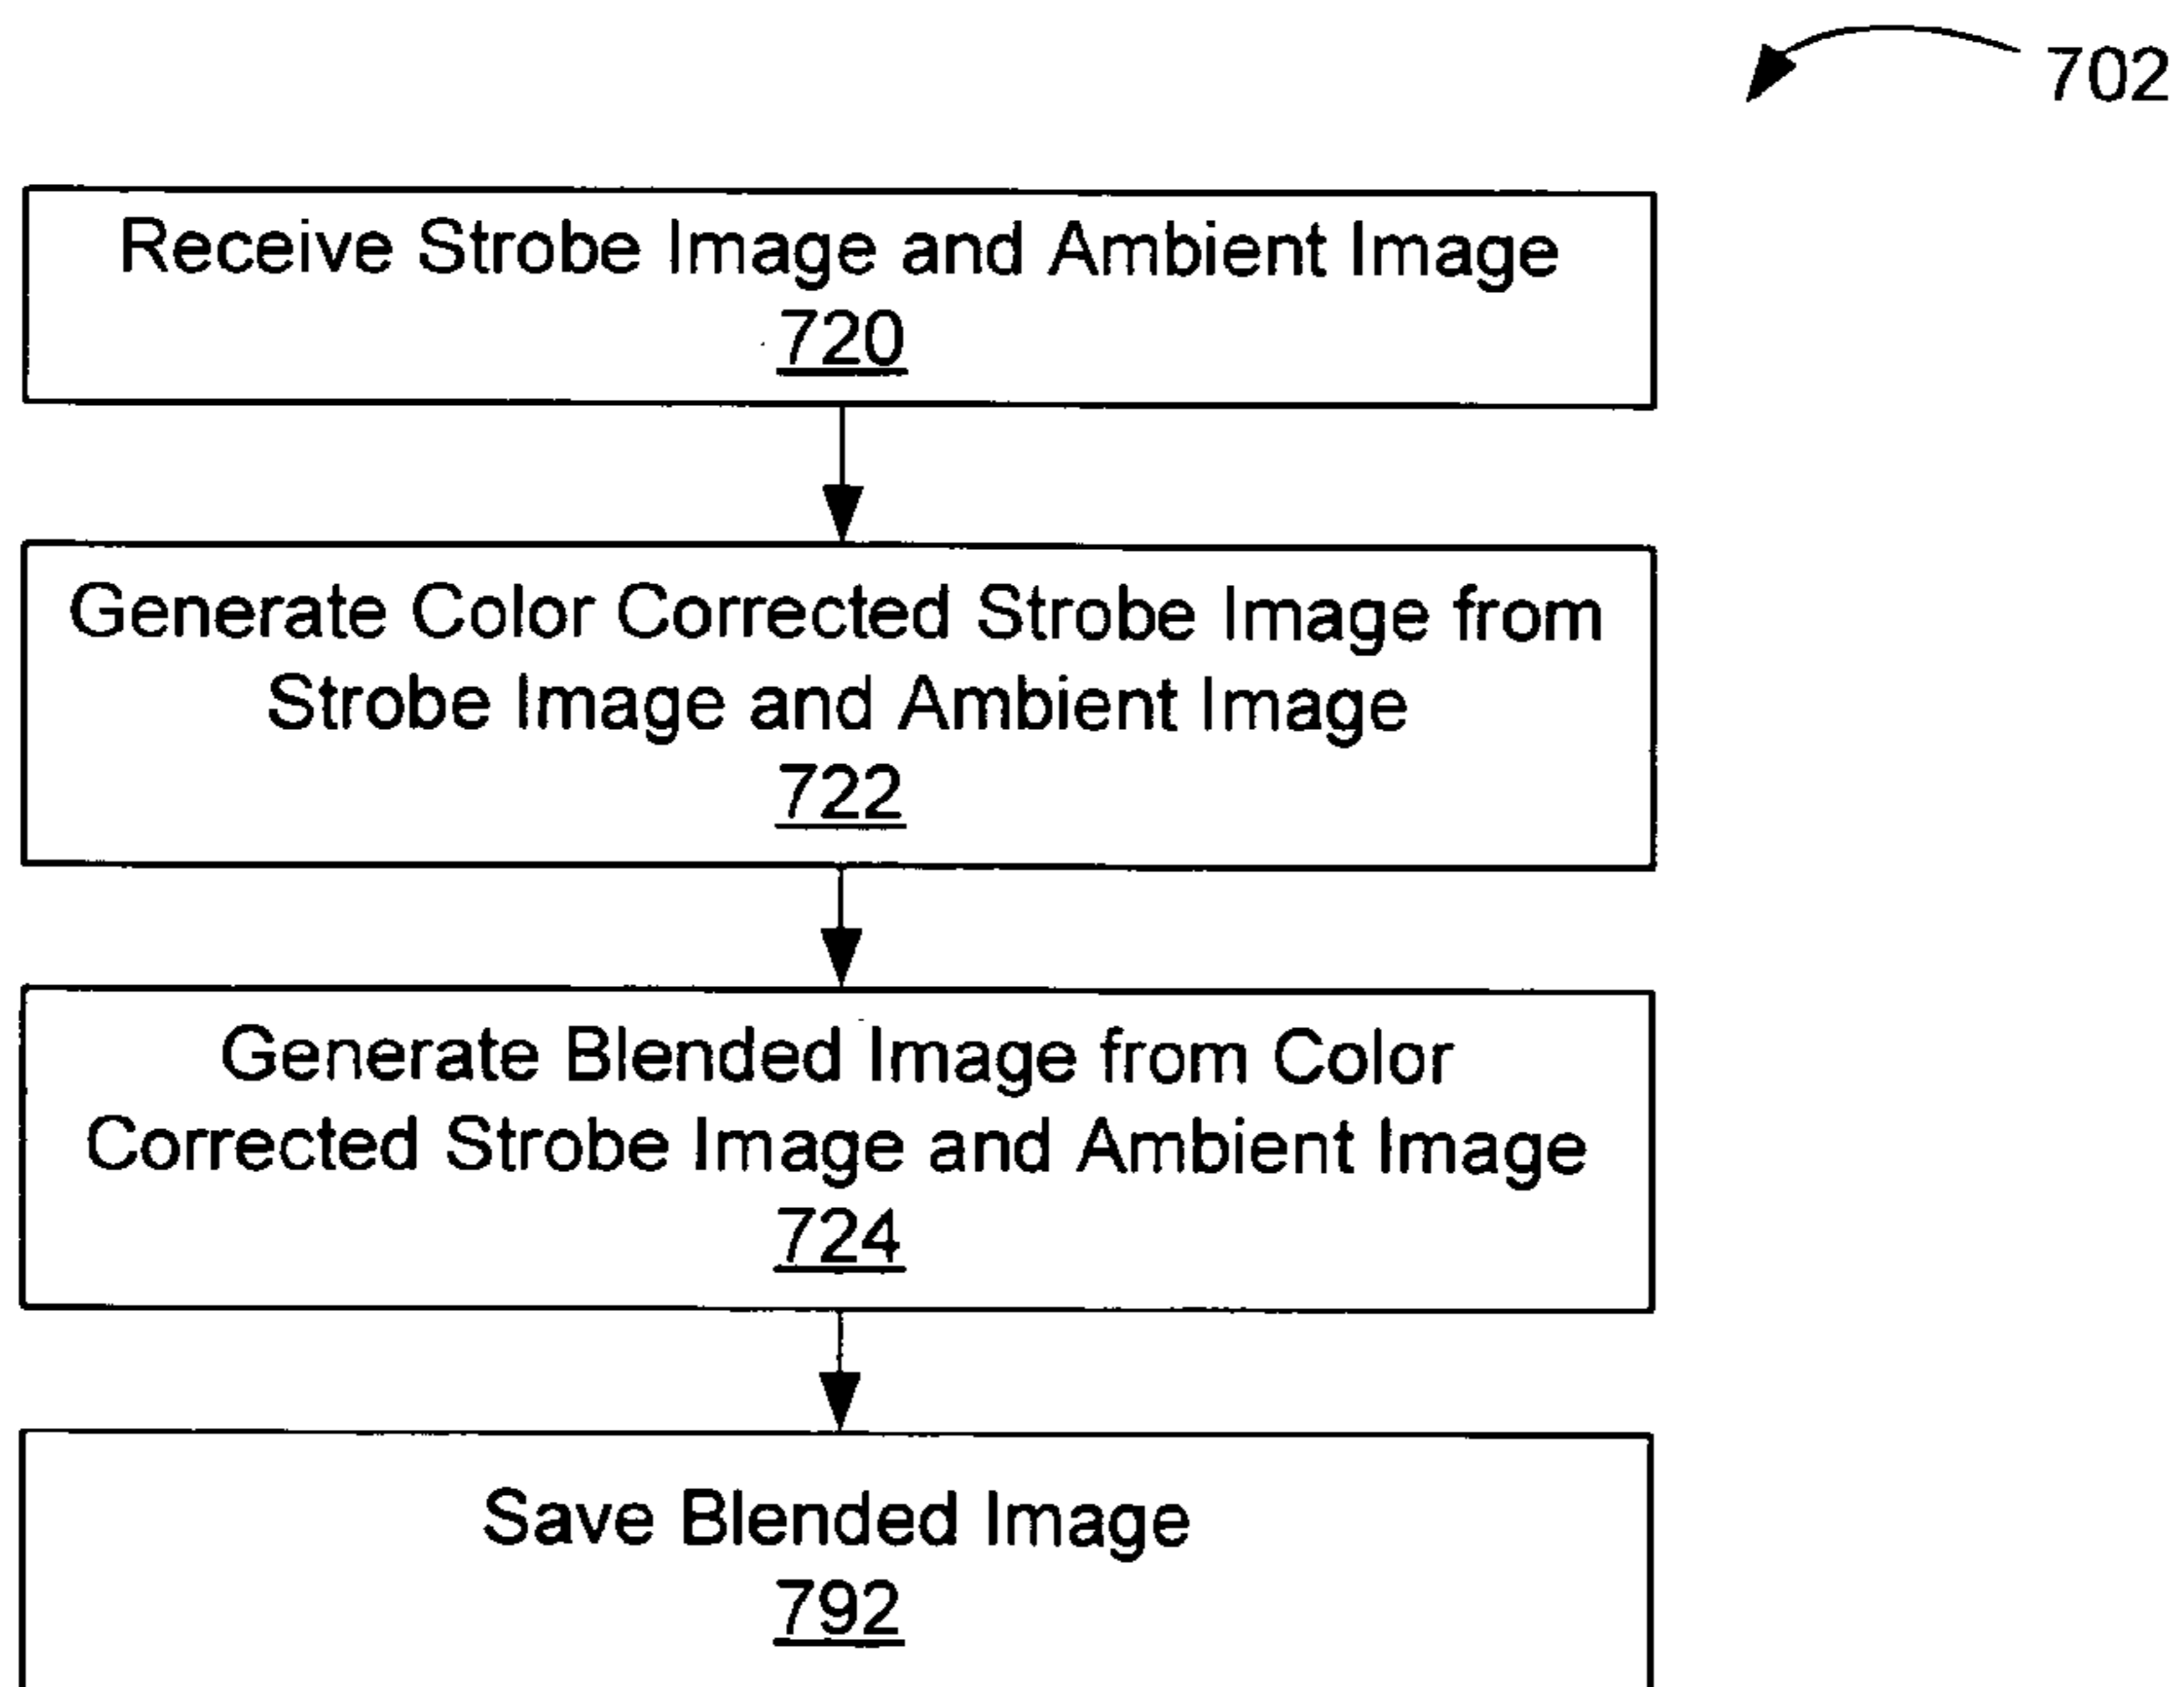 702
Receive Strobe Image and Ambient Image
720
Generate Color Corrected Strobe Image from
Strobe Image and Ambient Image
722
Generate Blended Image from Color
Corrected Strobe Image and Ambient Image
724
Save Blended Image
792